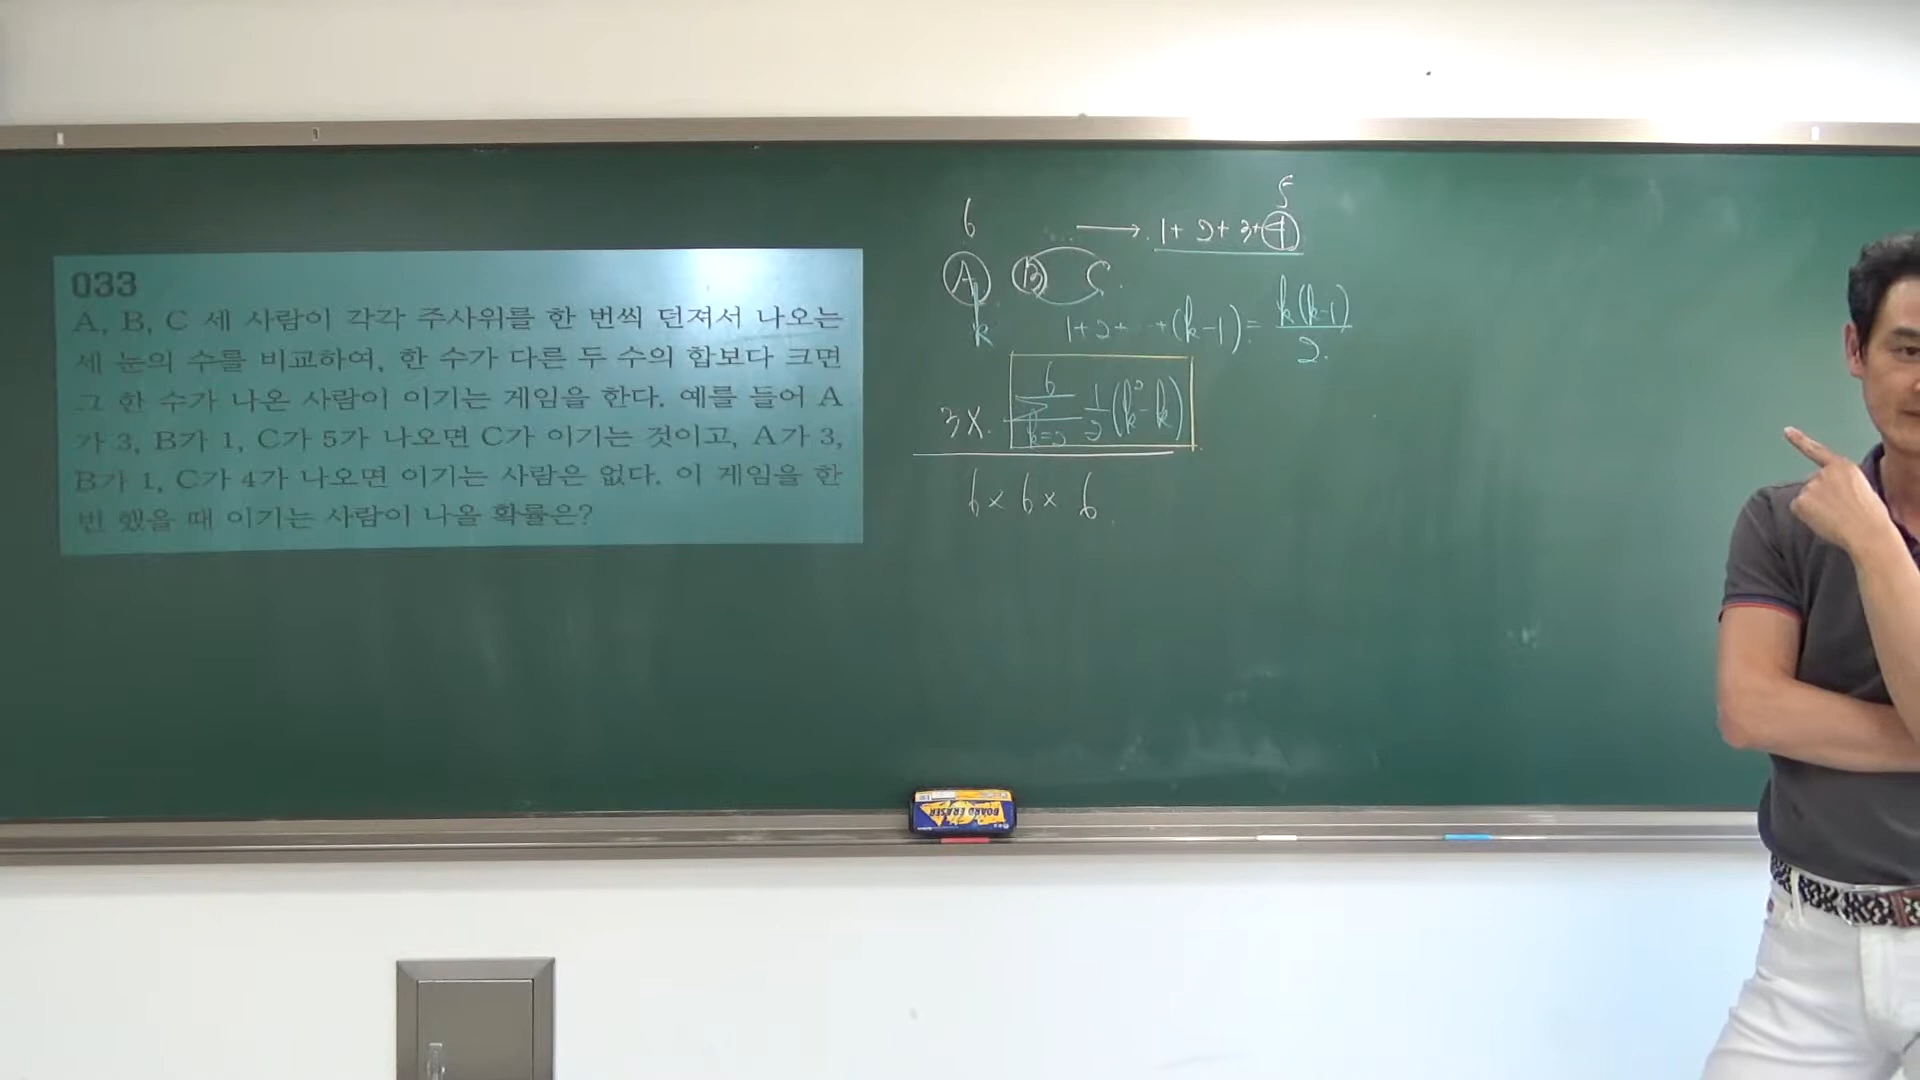 033
A, B, C 세 사람이 각각 주사위를 한 번씩 던져서 나오는
세 눈의 수를 비교하여, 한 수가 다른 두 수의 합보다 크면
그 한 수가 나온 사람이 이기는 게임을 한다. 예를 들어 A
가 3, B가 1, C가 5가 나오면 C가 이기는 것이고, A가 3,
B가 1, C가 4가 나오면 이기는 사람은 없다. 이 게임을 한
번 했을 때 이기는 사람이 나올 확률은?
5
6 ⟶ 1+2+3+4
A B C
k 1+2+…+(k-1)= k(k-1)/2
3× 6∑k=2 1/2(k²-k)
6×6×6
BOARD ERASER